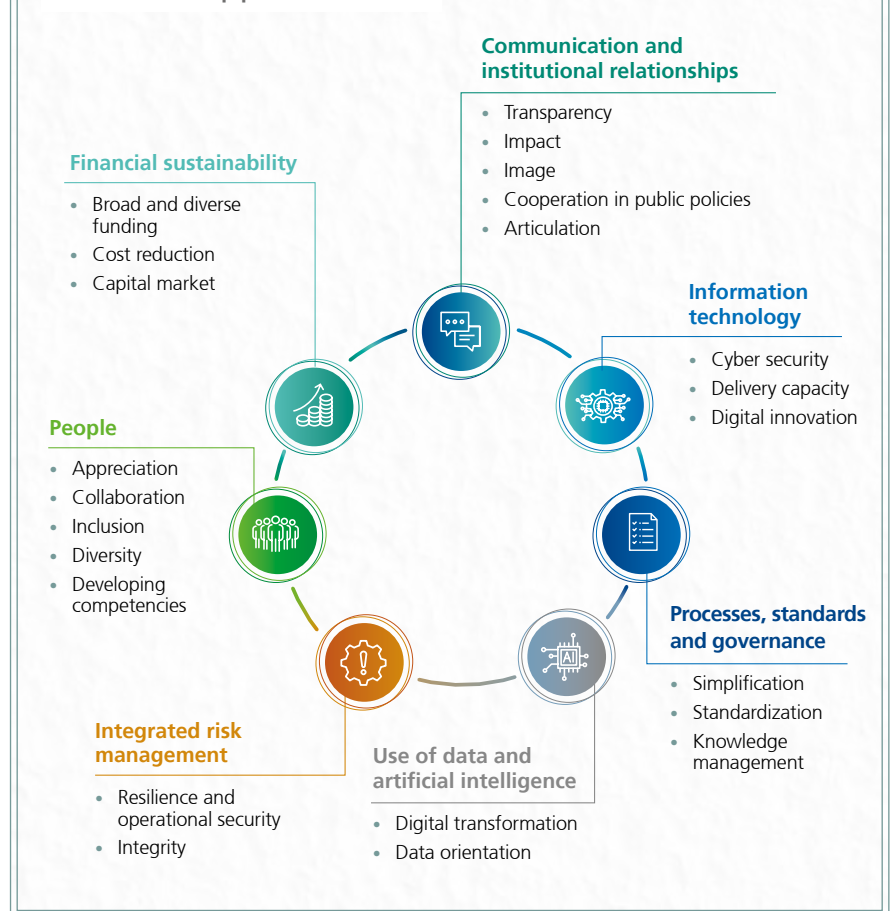 Communication and
institutional relationships
• Transparency
• Impact
• Image
• Cooperation in public policies
• Articulation
Financial sustainability
• Broad and diverse
funding
• Cost reduction
• Capital market
Information
technology
• Cyber security
• Delivery capacity
• Digital innovation
People
• Appreciation
• Collaboration
• Inclusion
• Diversity
• Developing
competencies
Processes, standards
and governance
• Simplification
• Standardization
• Knowledge
management
AI
Integrated risk
management
• Resilience and
operational security
• Integrity
Use of data and
artificial intelligence
• Digital transformation
• Data orientation